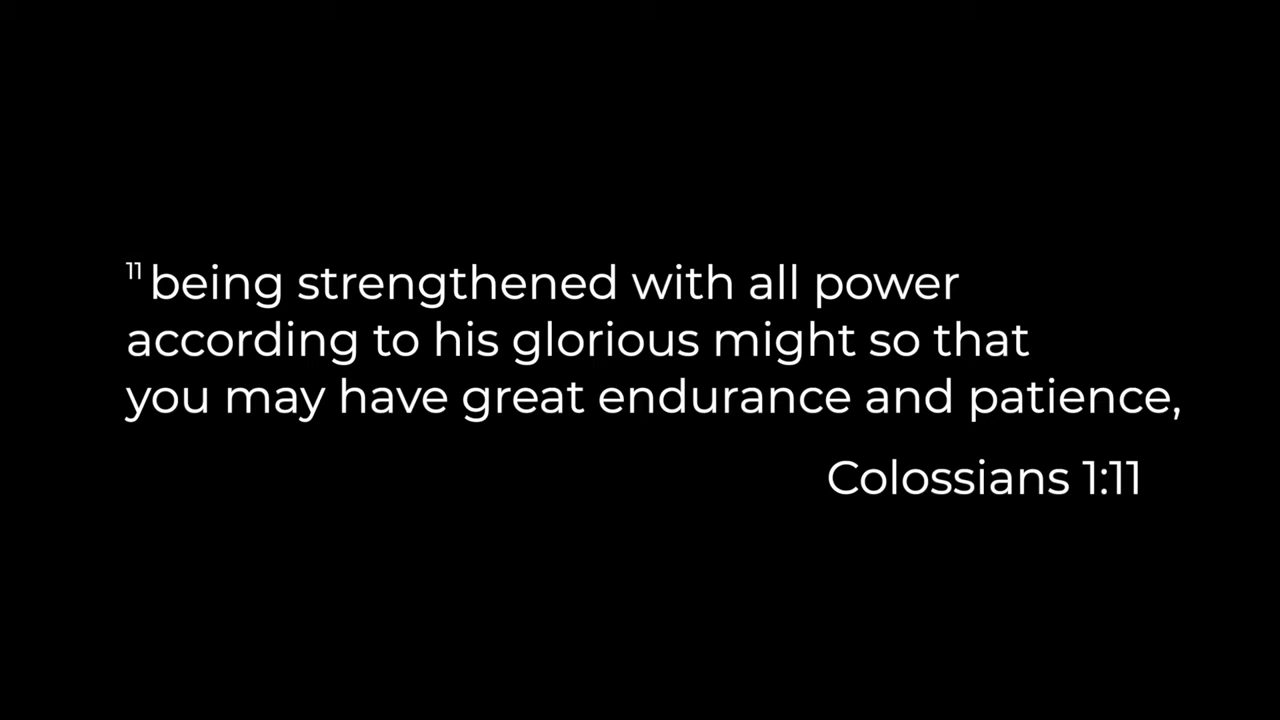 11 being strengthened with all power
according to his glorious might so that
you may have great endurance and patience,
Colossians 1:11